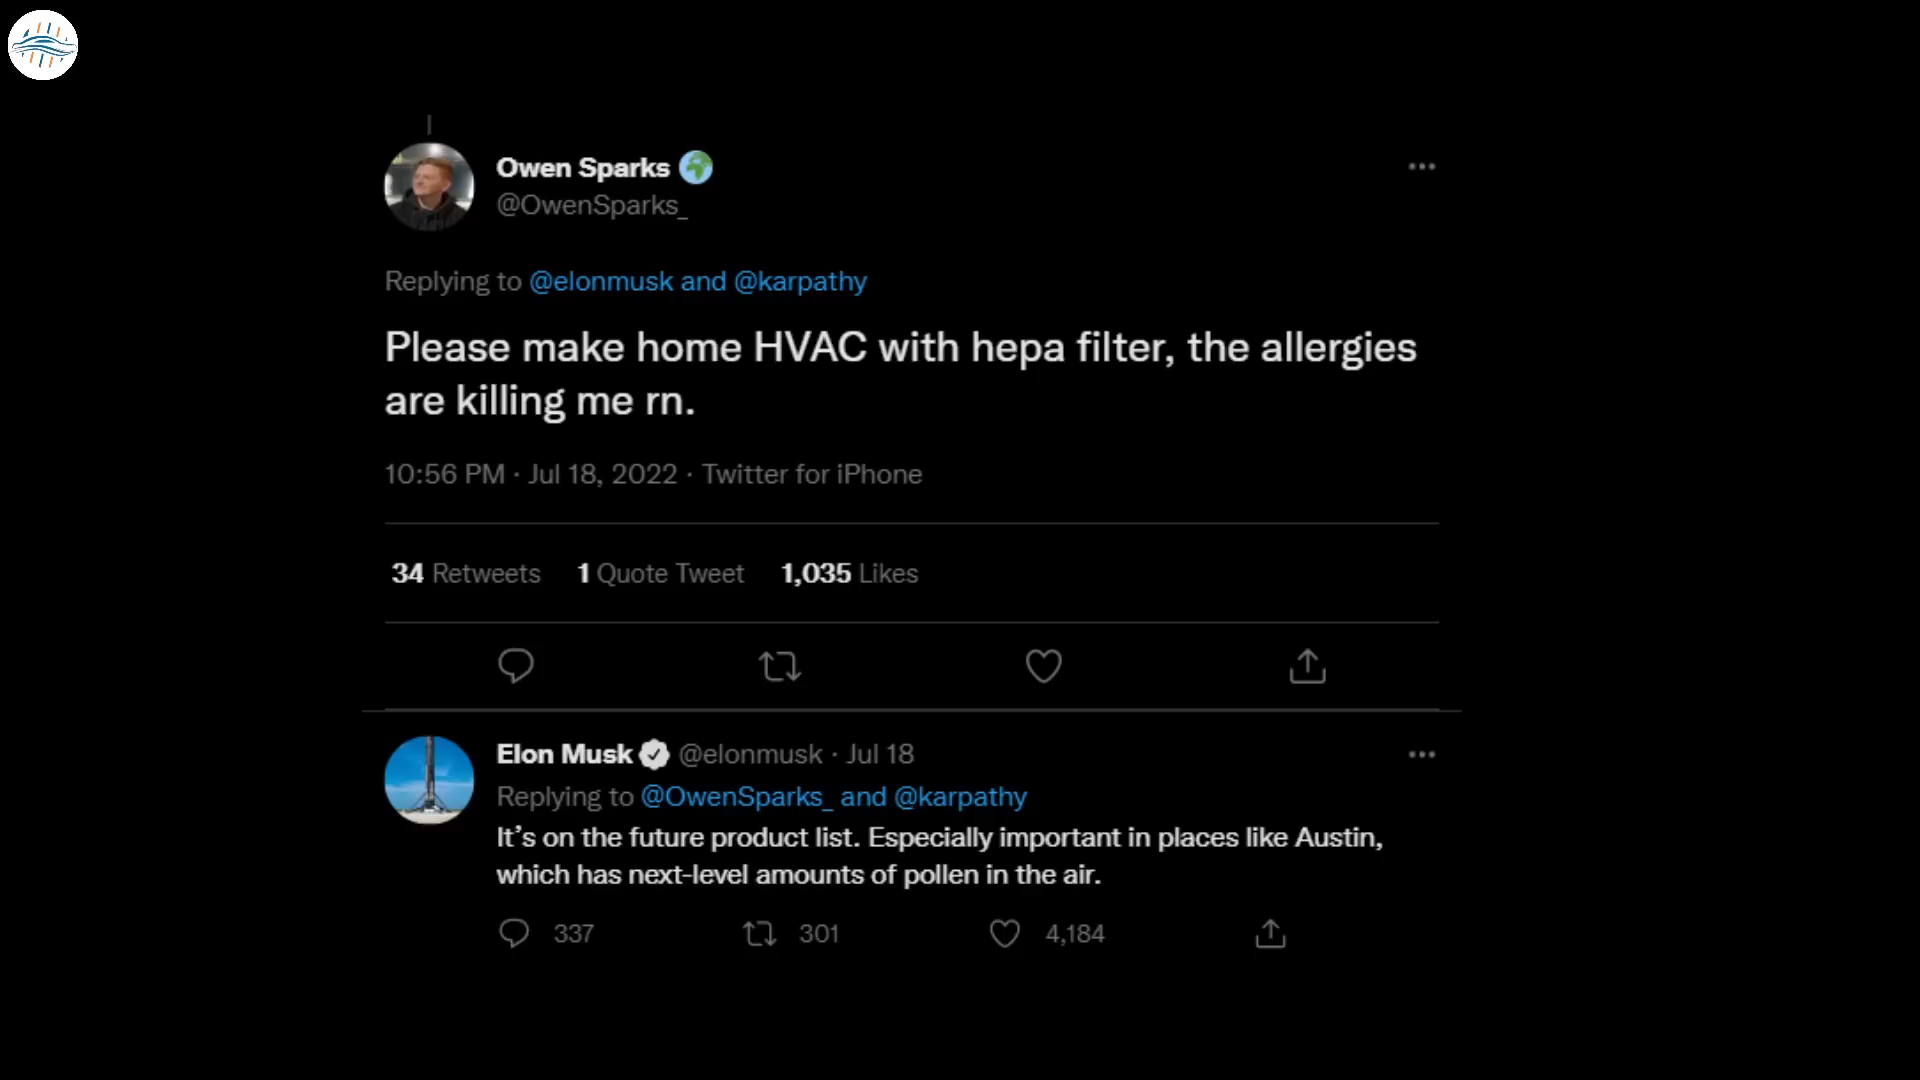 Owen Sparks
@OwenSparks_
Replying to @elonmusk and @karpathy
Please make home HVAC with hepa filter, the allergies
are killing me rn.
10:56 PM · Jul 18, 2022 · Twitter for iPhone
34 Retweets 1 Quote Tweet 1,035 Likes
Elon Musk @elonmusk · Jul 18
Replying to @OwenSparks_ and @karpathy
It’s on the future product list. Especially important in places like Austin,
which has next-level amounts of pollen in the air.
337 301 4,184